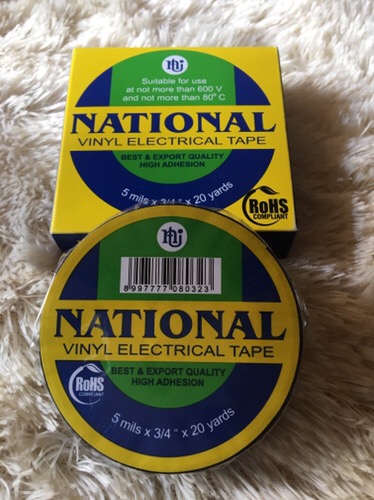 Suitable for use
at not more than 600 V
and not more than 80° C
NATIONAL
VINYL ELECTRICAL TAPE
BEST & EXPORT QUALITY
HIGH ADHESION
5 mils x 3/4 " x 20 yards
RoHS
COMPLIANT
8997777 080323
NATIONAL
VINYL ELECTRICAL TAPE
BEST & EXPORT QUALITY
HIGH ADHESION
RoHS
COMPLIANT
5 mils x 3/4 " x 20 yards